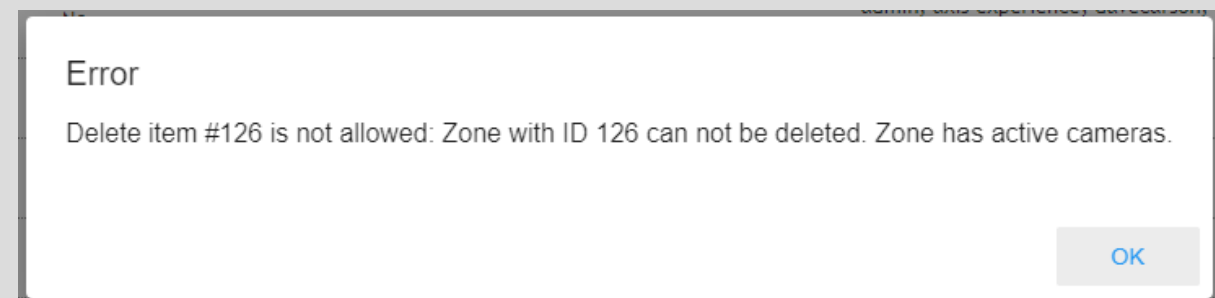 Error
Delete item #126 is not allowed: Zone with ID 126 can not be deleted. Zone has active cameras.
OK